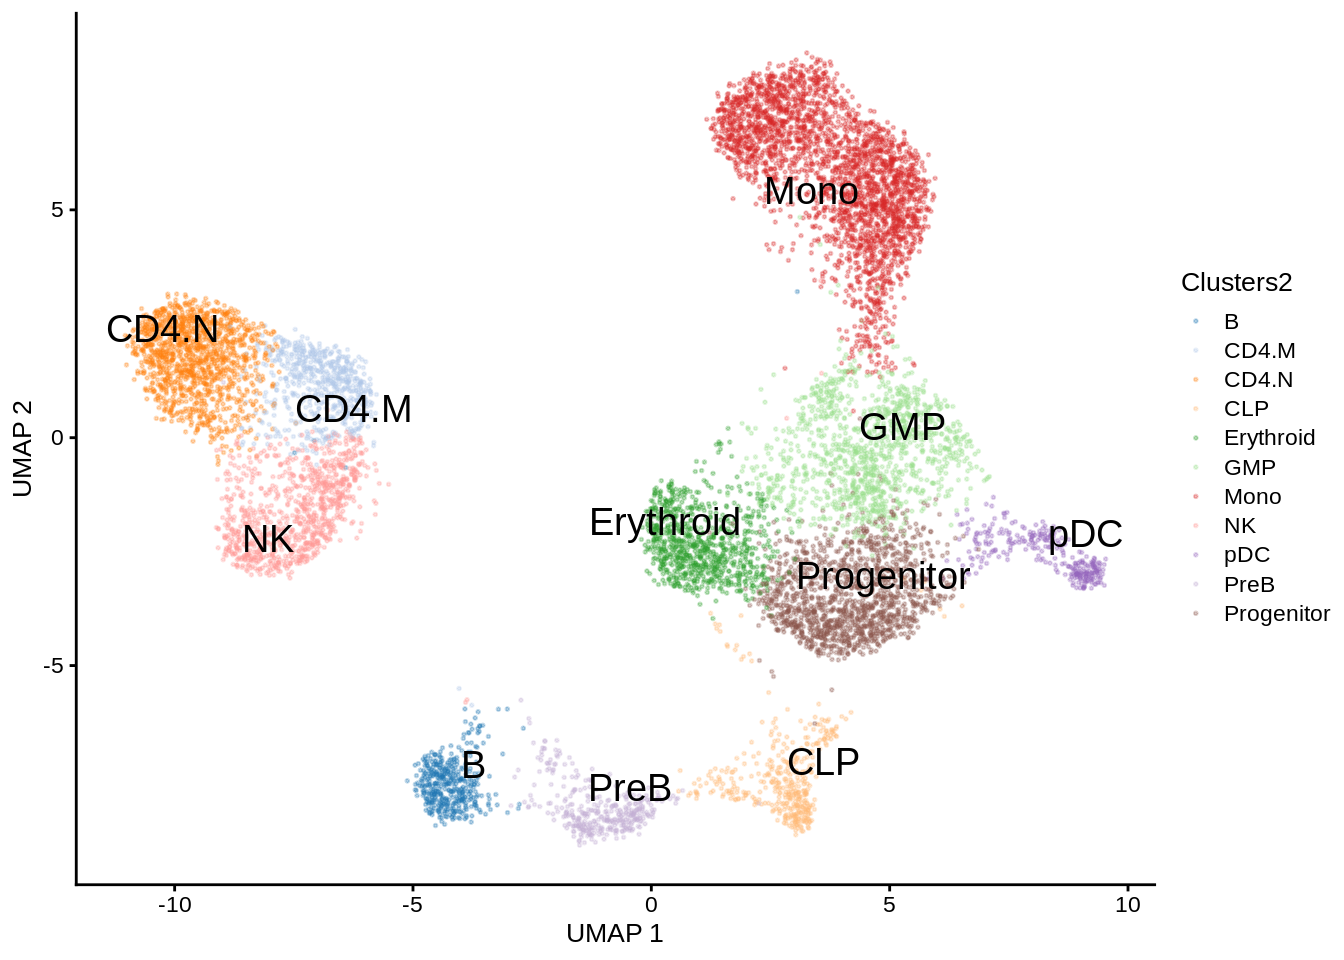 Mono
5
Clusters2
B
CD4.M
CD4.N
CLP
Erythroid
GMP
Mono
NK
pDC
PreB
Progenitor
CD4.N
CD4.M
GMP
0
UMAP 2
NK
Erythroid
pDC
Progenitor
-5
B
PreB
CLP
-10 -5 0 5 10
UMAP 1